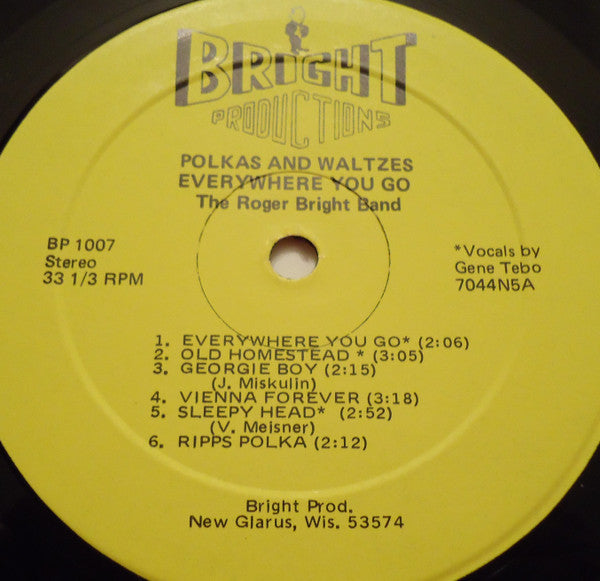 BRIGHT
PRODUCTIONS
POLKAS AND WALTZES
EVERYWHERE YOU GO
The Roger Bright Band
BP 1007
Stereo
33 1/3 RPM
*Vocals by
Gene Tebo
7044N5A
1. EVERYWHERE YOU GO* (2:06)
2. OLD HOMESTEAD * (3:05)
3. GEORGIE BOY (2:15)
(J. Miskulin)
4. VIENNA FOREVER (3:18)
5. SLEEPY HEAD* (2:52)
(V. Meisner)
6. RIPPS POLKA (2:12)
Bright Prod.
New Glarus, Wis. 53574